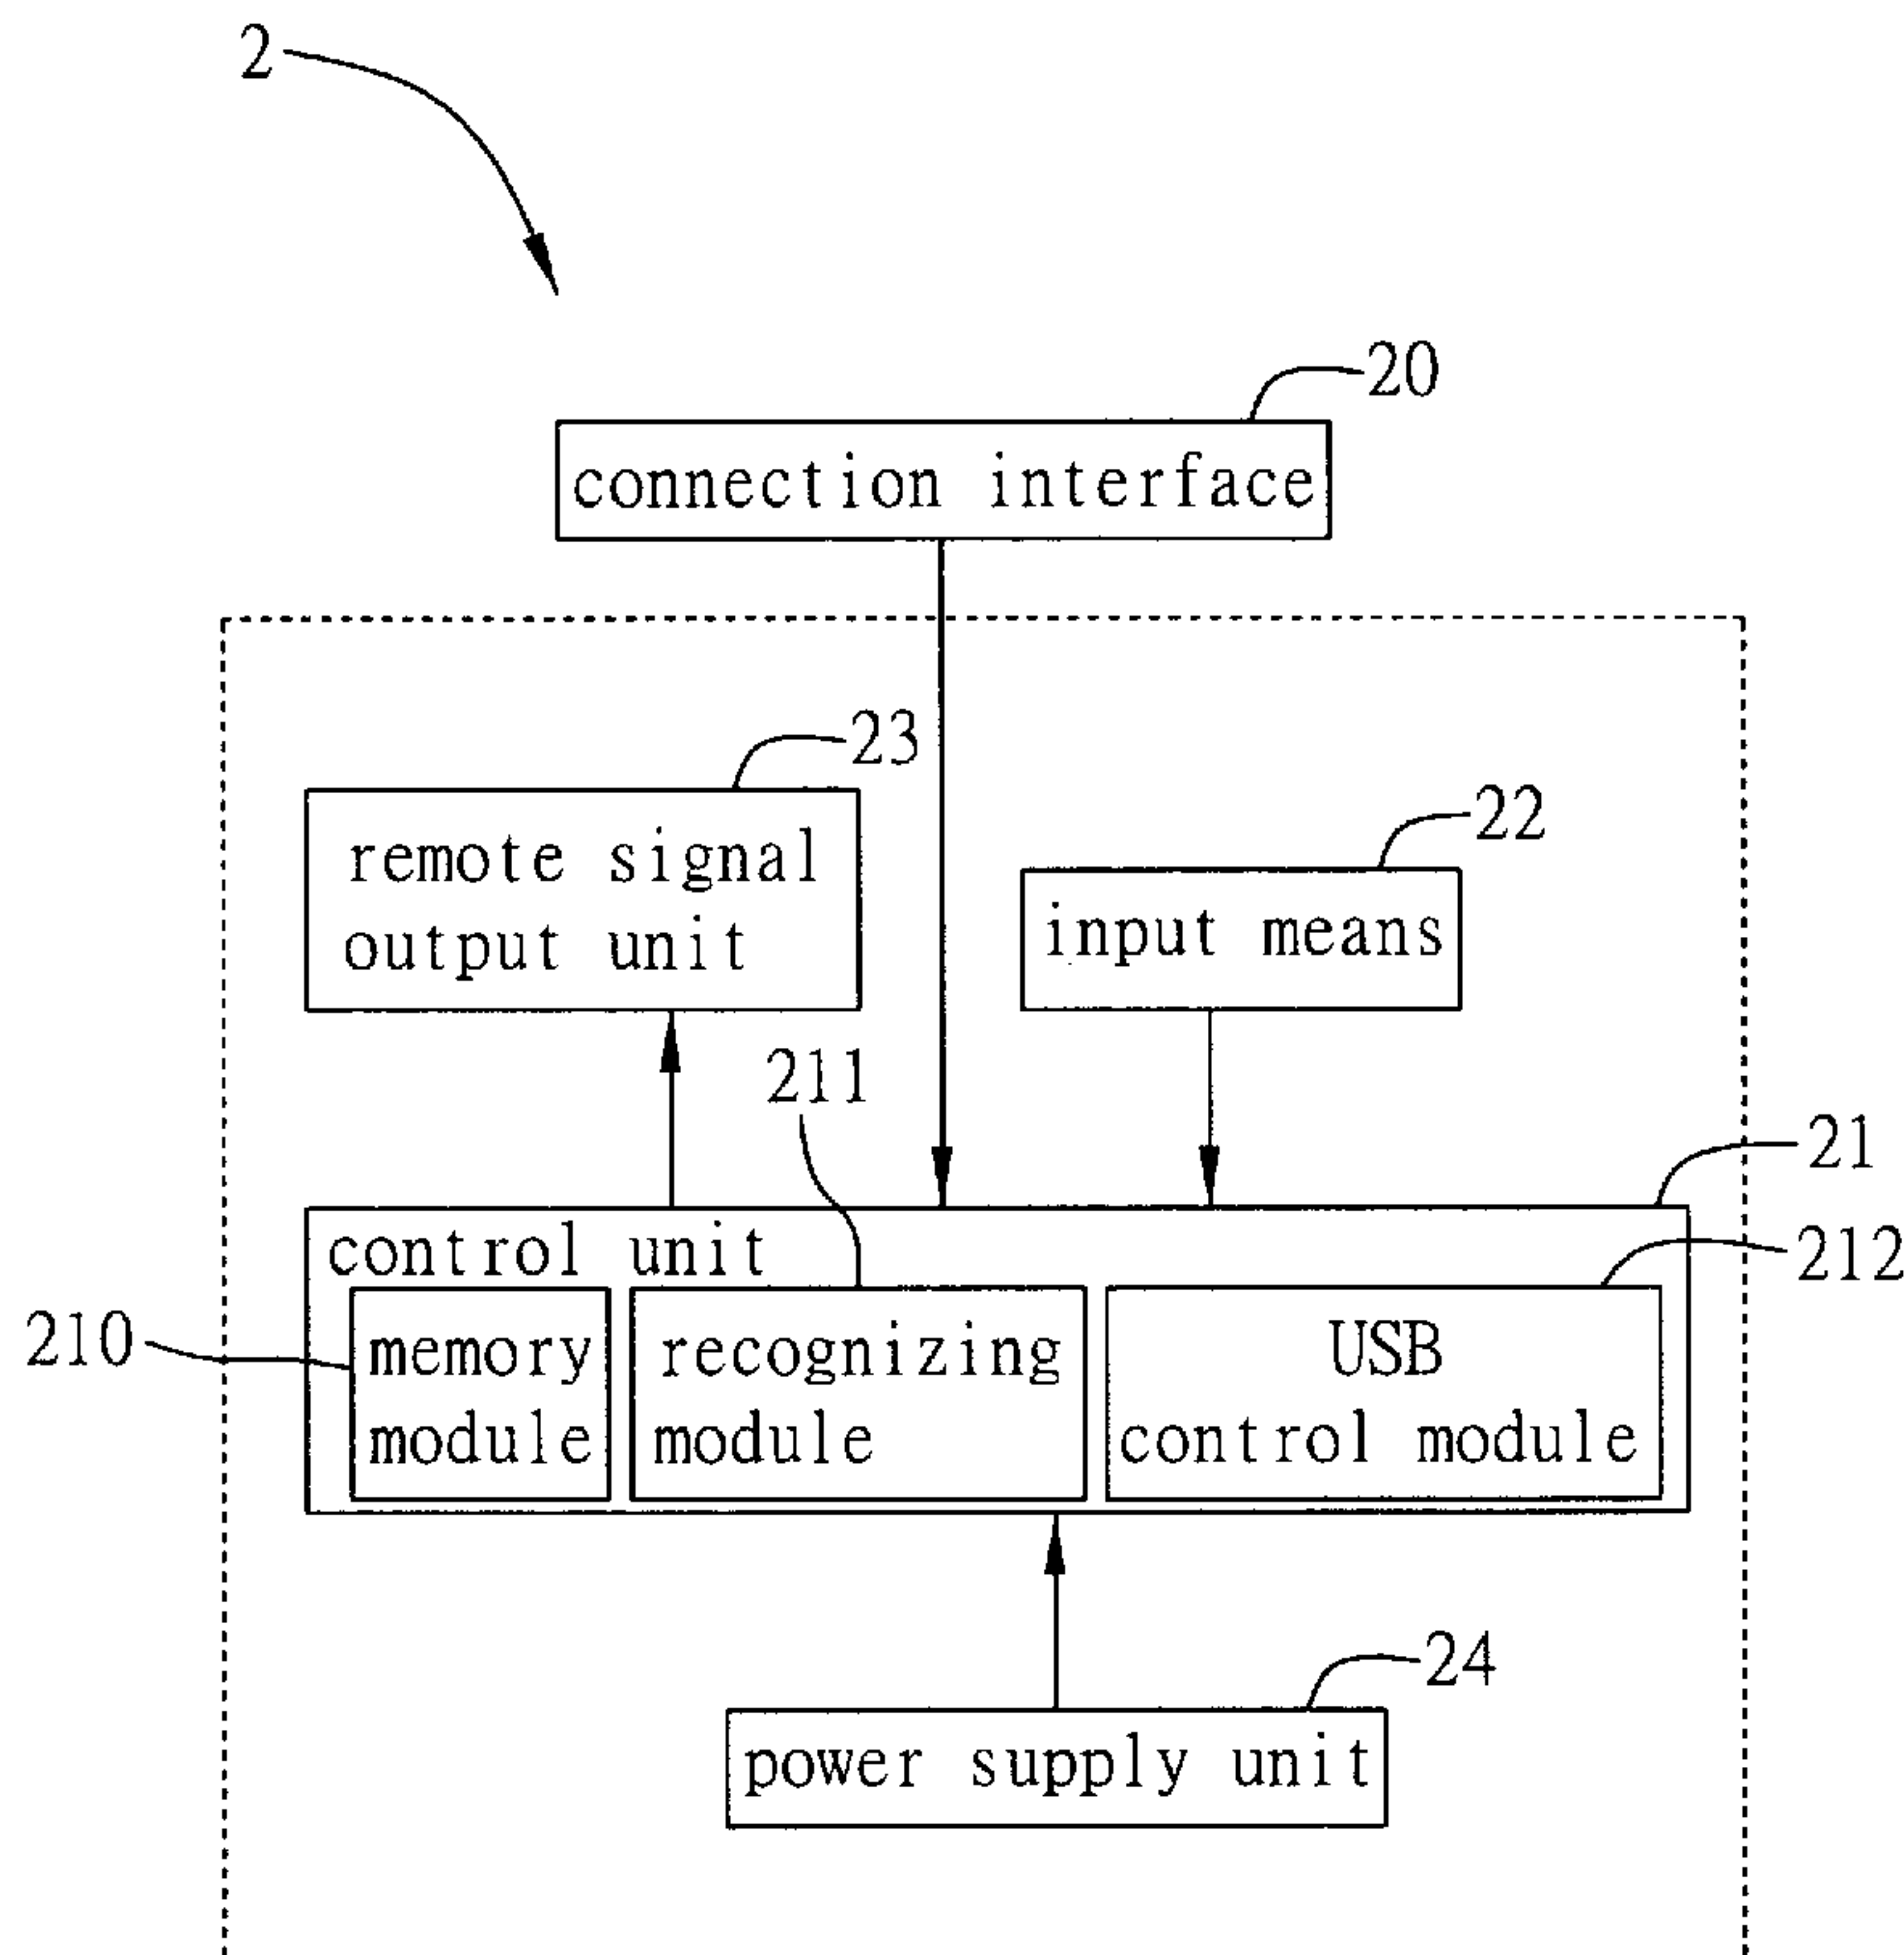 2
20
connection interface
23
remote signal
output unit
22
input means
211
21
control unit
212
210
memory
module
recognizing
module
USB
control module
24
power supply unit